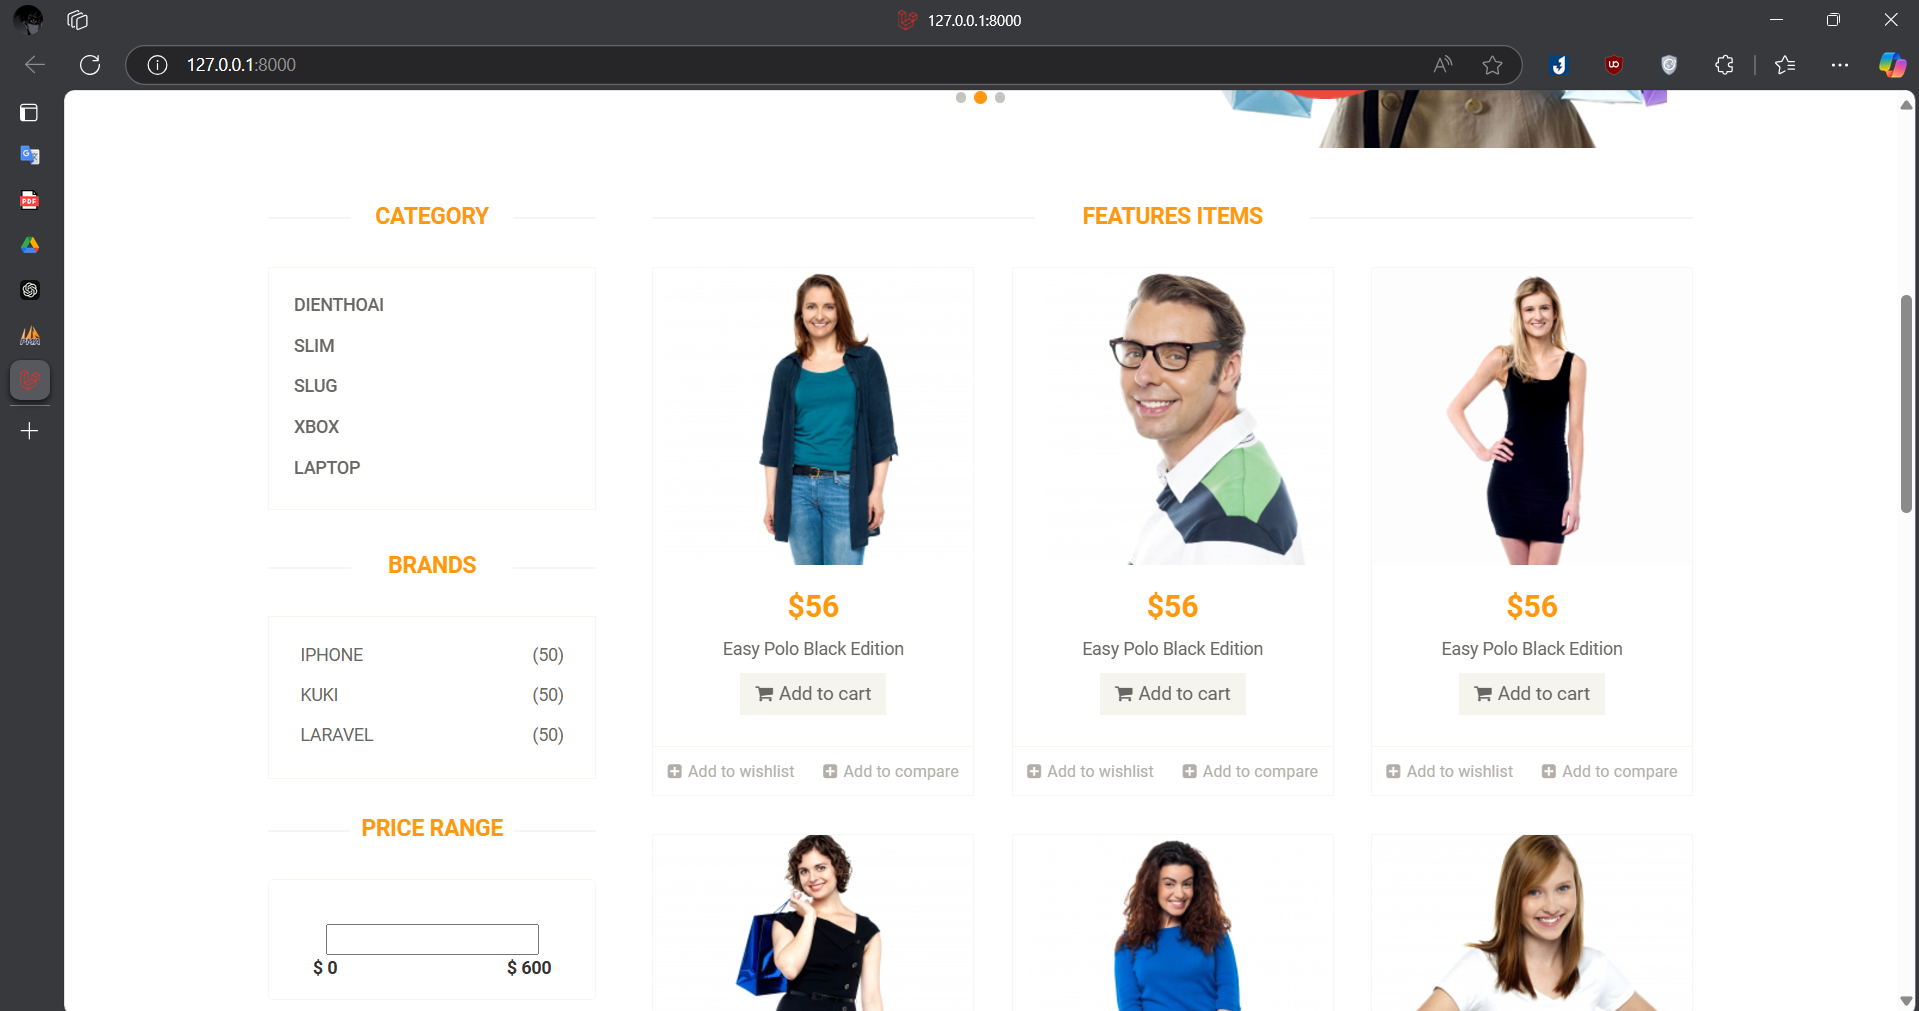 127.0.0.1:8000
127.0.0.1:8000
CATEGORY
DIENTHOAI
SLIM
SLUG
XBOX
LAPTOP
BRANDS
IPHONE (50)
KUKI (50)
LARAVEL (50)
PRICE RANGE
$ 0 $ 600
FEATURES ITEMS
$56
Easy Polo Black Edition
Add to cart
Add to wishlist Add to compare
$56
Easy Polo Black Edition
Add to cart
Add to wishlist Add to compare
$56
Easy Polo Black Edition
Add to cart
Add to wishlist Add to compare
PDF
PMA